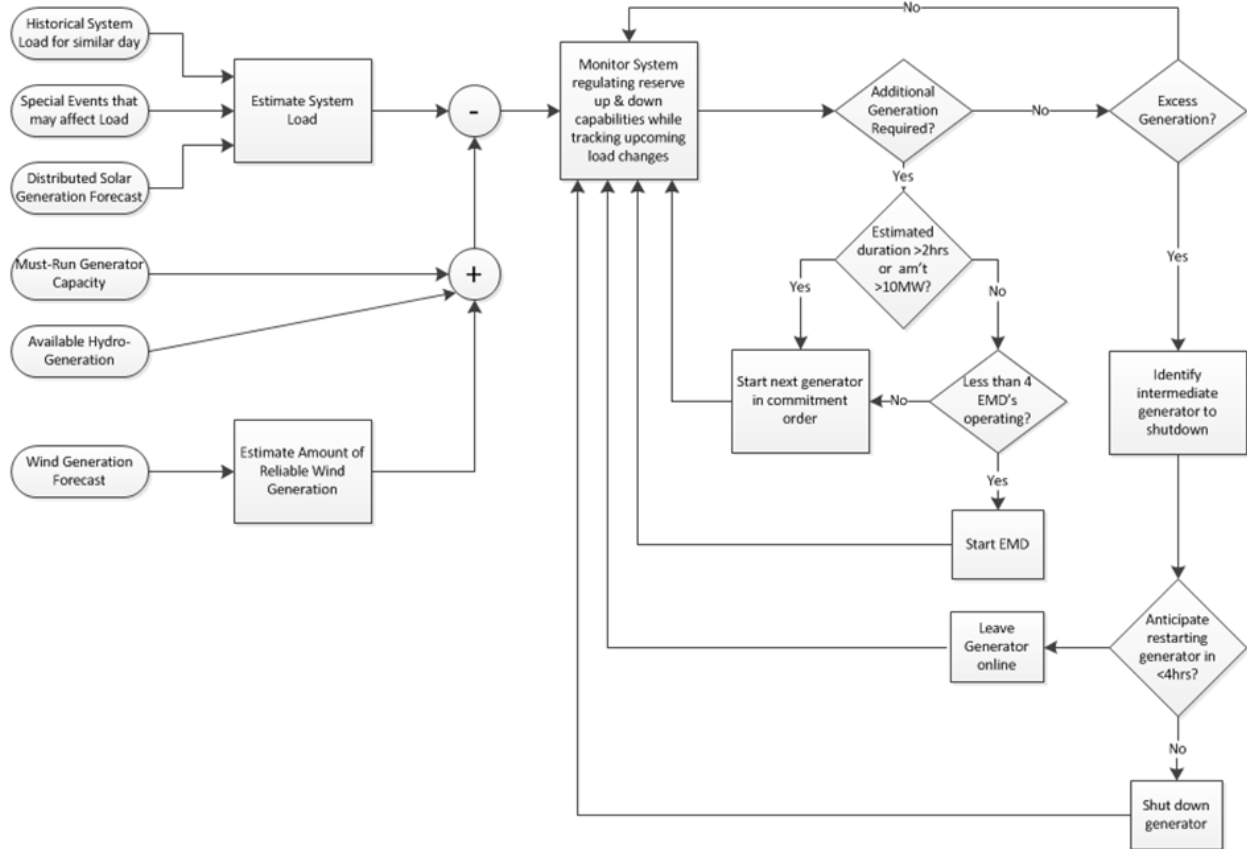 Historical System
Load for similar day
Special Events that
may affect Load
Distributed Solar
Generation Forecast
Must-Run Generator
Capacity
Available Hydro-
Generation
Wind Generation
Forecast
Estimate System
Load
Estimate Amount of
Reliable Wind
Generation
-
+
Monitor System
regulating reserve
up & down
capabilities while
tracking upcoming
load changes
Additional
Generation
Required?
No
Excess
Generation?
No
Yes
Estimated
duration >2hrs
or am't
>10MW?
Yes
No
Start next generator
in commitment
order
No
Less than 4
EMD's
operating?
Yes
Start EMD
Yes
Identify
intermediate
generator to
shutdown
Anticipate
restarting
generator in
<4hrs?
Leave
Generator
online
No
Shut down
generator